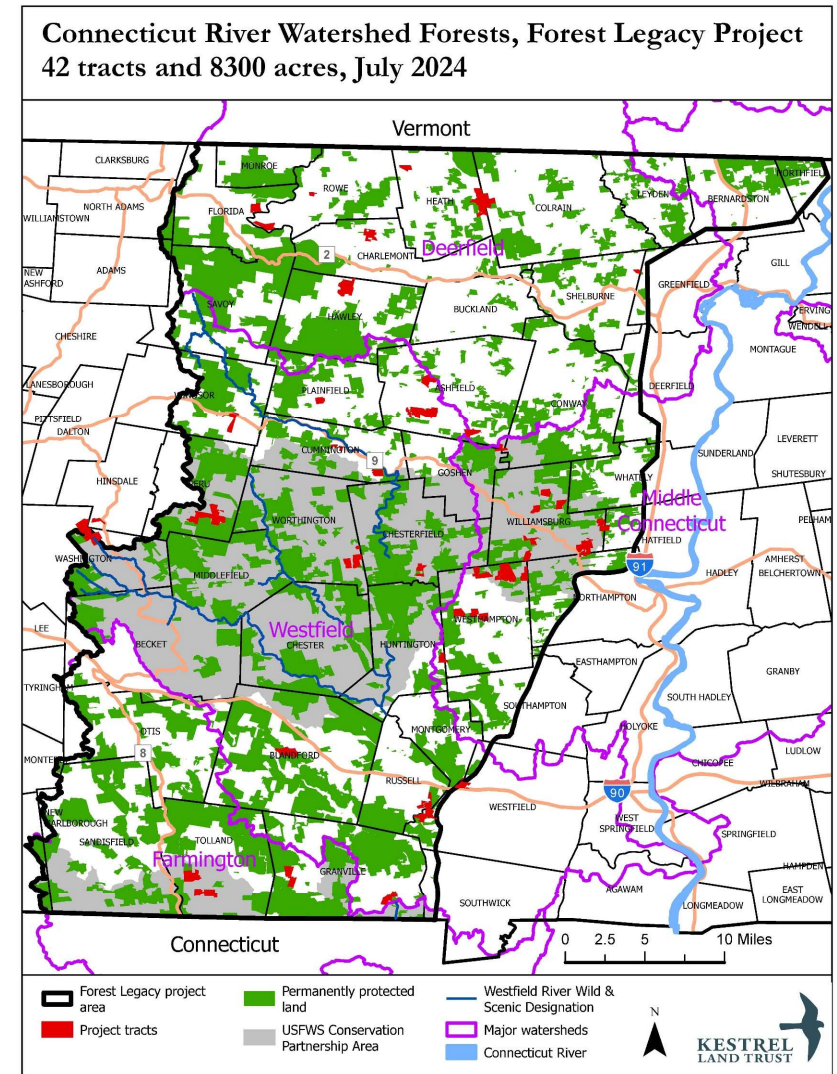 Connecticut River Watershed Forests, Forest Legacy Project
42 tracts and 8300 acres, July 2024
Vermont
CLARKSBURG
MUNROE
NORTHFIEL
ROWE
HEATH
LEYDEN
BERNARDSTON
NORTH ADAMS
FLORIDA
COLRAIN
WILLIAMSTOWN
Deerfield
2
CHARLEMONT
GILL
NEW
ASHFORD
ADAMS
GREENFIELD
SHELBURNE
SAVOY
BUCKLAND
HAWLEY
ERVING
WENDELL
CHESHIRE
MONTAGUE
LANESBOROUGH
PLAINFIELD
ASHFIELD
DEERFIELD
WINDSOR
CONWAY
PITTSFIELD
DALTON
LEVERETT
CUMMINGTON
9
SUNDERLAND
GOSHEN
SHUTESBURY
HINSDALE
PERU
WHATELY
Middle
Connecticut
WORTHINGTON
WILLIAMSBURG
PELHAM
CHESTERFIELD
HATFIELD
WASHINGTON
91
AMHERST
MIDDLEFIELD
HADLEY
BELCHERTOWN
NORTHAMPTON
LEE
Westfield
WESTHAMPTON
BECKET
CHESTER
HUNTINGTON
EASTHAMPTON
GRANBY
TYRINGHAM
SOUTH HADLEY
SOUTHAMPTON
OTIS
MONTGOMERY
HOLYOKE
8
BLANDFORD
LUDLOW
MONTE
CHICOPEE
RUSSELL
WILBRAHAM
90
WESTFIELD
NEW
MARLBOROUGH
WEST
SPRINGFIELD
SPRINGFIELD
SANDISFIELD
TOLLAND
Farmington
GRANVILLE
HAMPDEN
AGAWAM
EAST
LONGMEADOW
SOUTHWICK
LONGMEADOW
Connecticut
0 2.5 5 10 Miles
Forest Legacy project
area
Project tracts
Permanently protected
land
USFWS Conservation
Partnership Area
Westfield River Wild &
Scenic Designation
Major watersheds
Connecticut River
N
KESTREL
LAND TRUST